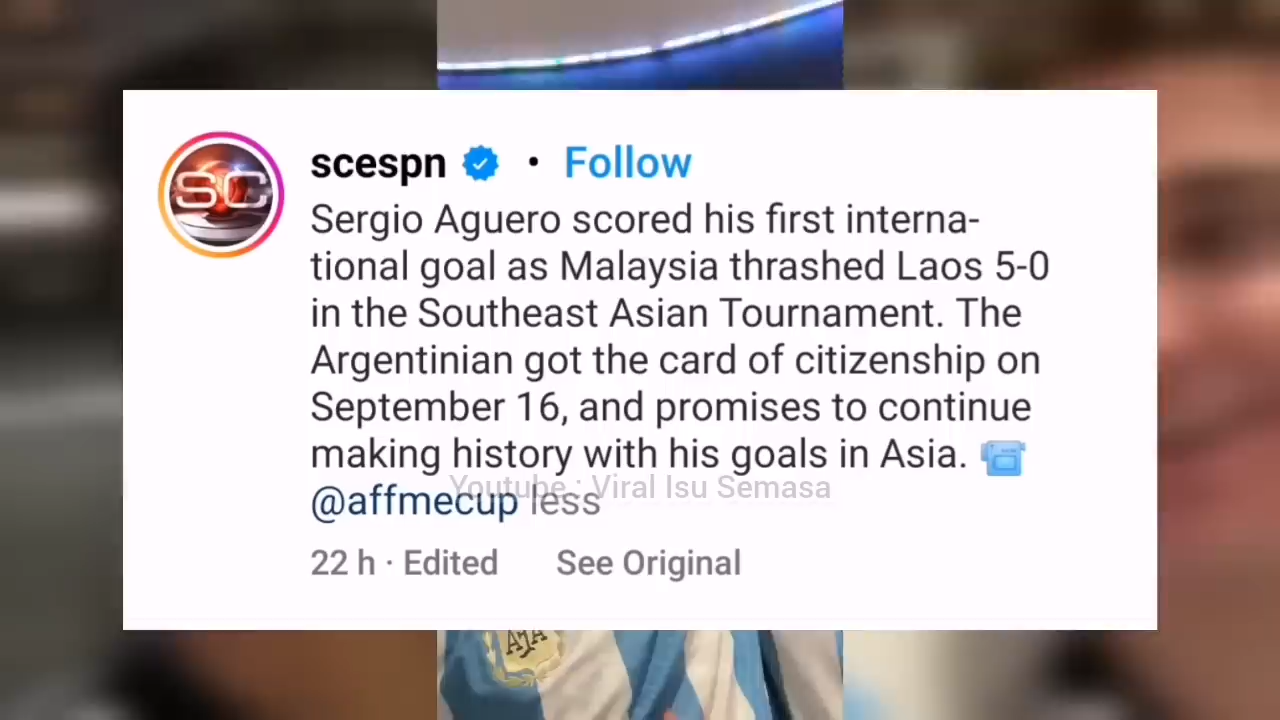 SC
scespn • Follow
Sergio Aguero scored his first interna-
tional goal as Malaysia thrashed Laos 5-0
in the Southeast Asian Tournament. The
Argentinian got the card of citizenship on
September 16, and promises to continue
making history with his goals in Asia.
Youtube : Viral Isu Semasa
@affmecup less
22 h · Edited See Original
AFA